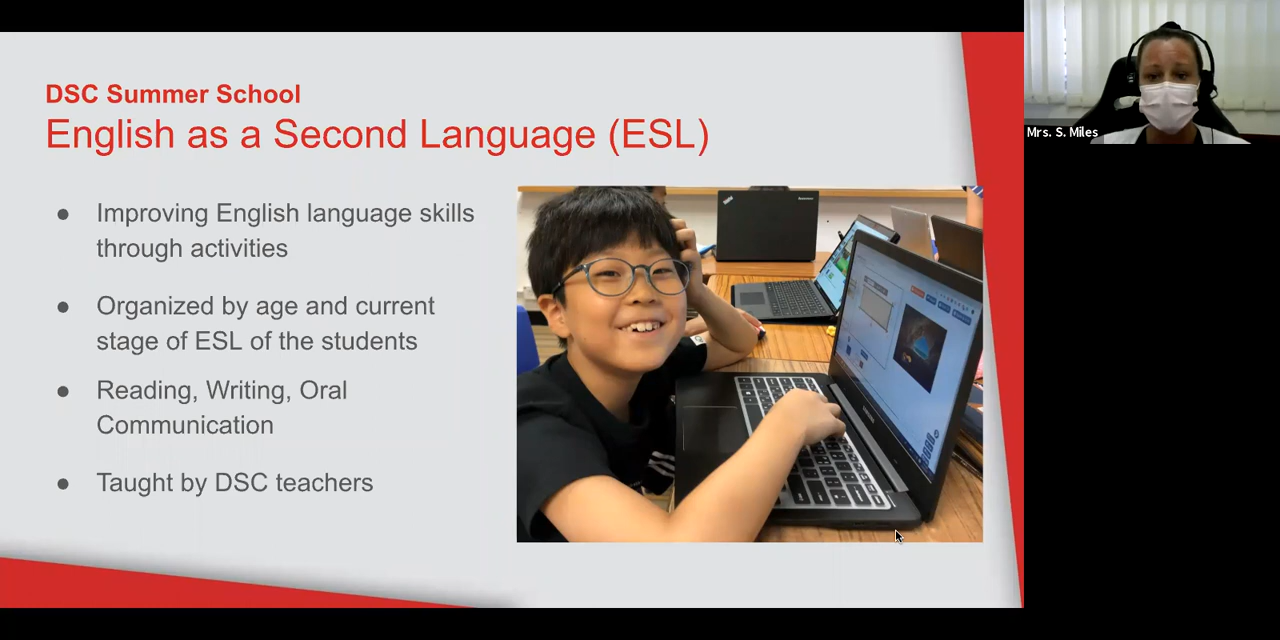 DSC Summer School
English as a Second Language (ESL)
● Improving English language skills
through activities
● Organized by age and current
stage of ESL of the students
● Reading, Writing, Oral
Communication
● Taught by DSC teachers
Mrs. S. Miles